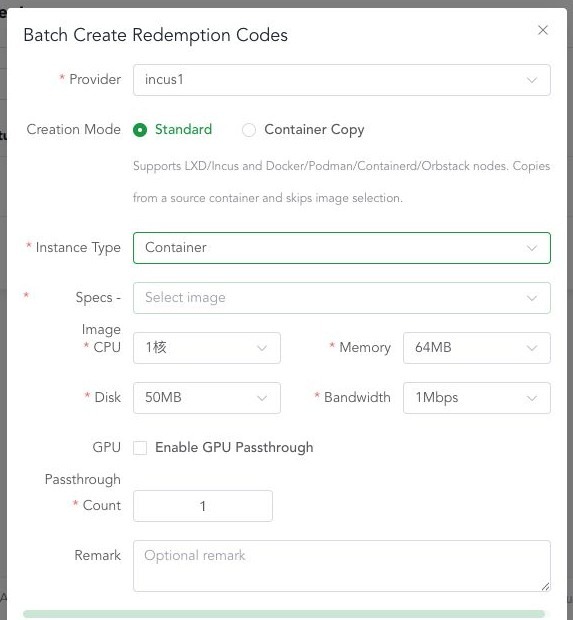 Batch Create Redemption Codes
* Provider
incus1
Creation Mode
Standard
Container Copy
Supports LXD/Incus and Docker/Podman/Containerd/Orbstack nodes. Copies
from a source container and skips image selection.
* Instance Type
Container
* Specs -
Image
Select image
* CPU
1核
* Memory
64MB
* Disk
50MB
* Bandwidth
1Mbps
GPU
Passthrough
Enable GPU Passthrough
* Count
1
Remark
Optional remark